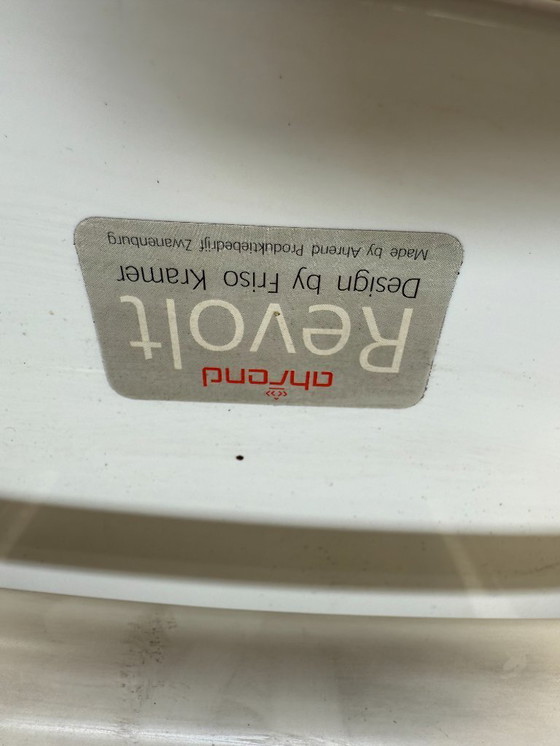 ahrend
Revolt
Design by Friso Kramer
Made by Ahrend Produktiebedrijf Zwanenburg